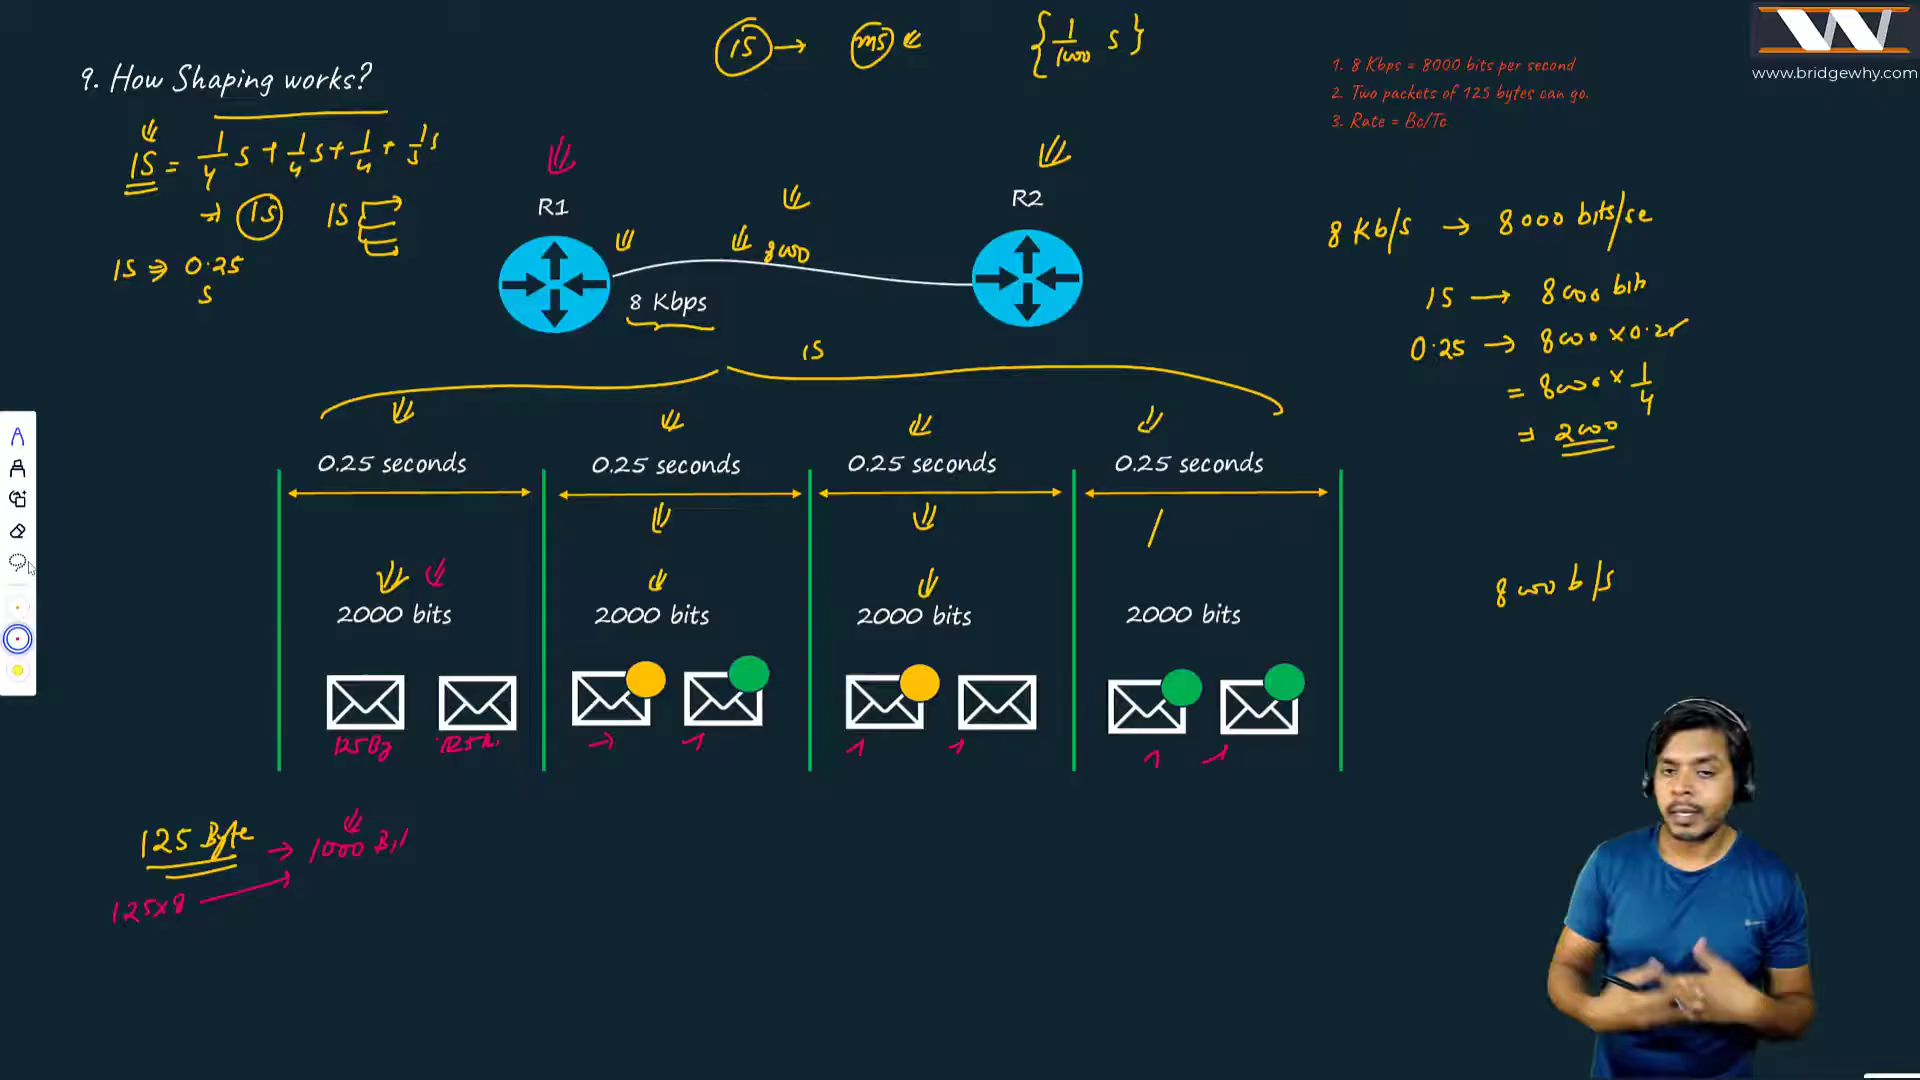 9. How Shaping works?
1S → ms
{ 1/1000 s }
www.bridgewhy.com
1. 8 Kbps = 8000 bits per second
2. Two packets of 125 bytes can go.
3. Rate = Bc/Tc
1S = 1/4 s + 1/4 s + 1/4 +
→ 1S
1S
1S ⇒ 0.25
s
R1
R2
8000
8 Kbps
8 Kb/s → 8000 bits/se
1S → 8000 bit
0.25 → 8000 × 0.25
= 8000 × 1/4
⇒ 2000
1S
0.25 seconds
0.25 seconds
0.25 seconds
0.25 seconds
2000 bits
2000 bits
2000 bits
2000 bits
8000 b/s
125 By
125
125 Byte → 1000 Bit
125×8